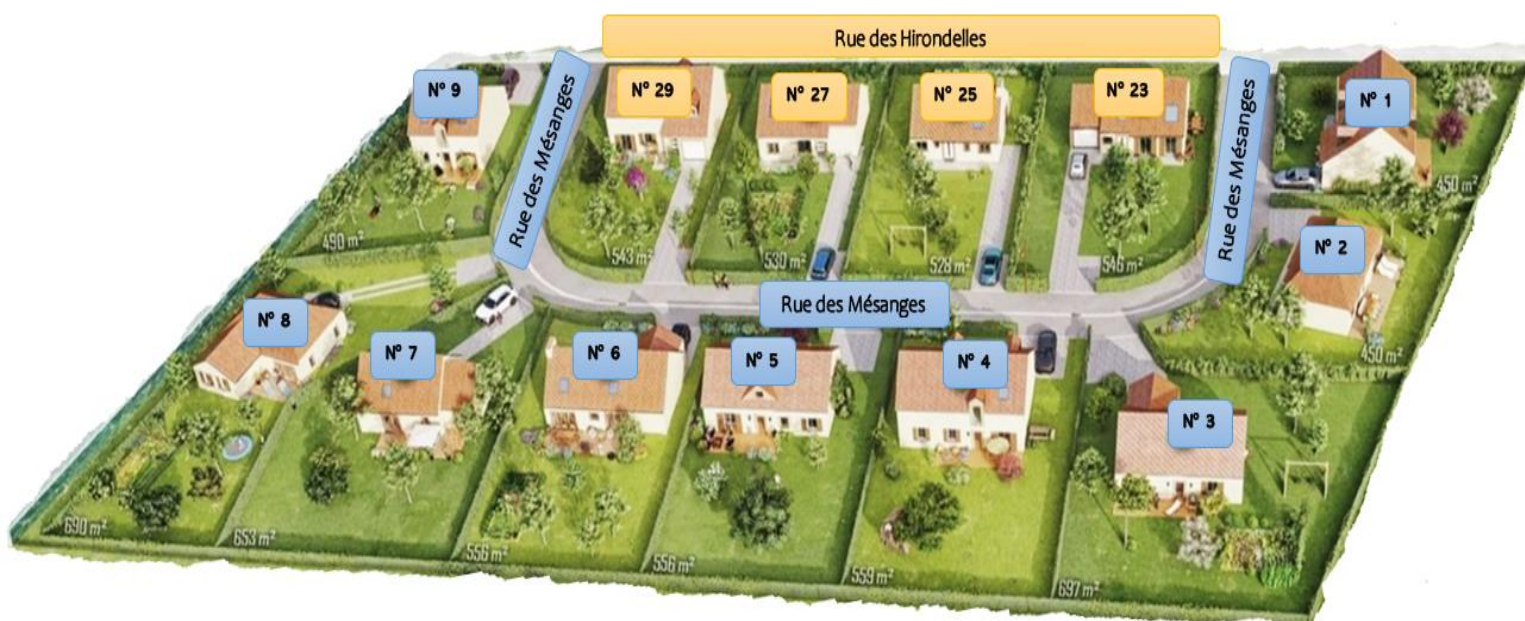 Rue des Hirondelles
N° 9
Rue des Mésanges
N° 29
N° 27
N° 25
N° 23
Rue des Mésanges
N° 1
450 m²
490 m²
543 m²
530 m²
528 m²
546 m²
N° 2
450 m²
Rue des Mésanges
N° 8
N° 7
N° 6
N° 5
N° 4
N° 3
690 m²
653 m²
556 m²
556 m²
559 m²
697 m²